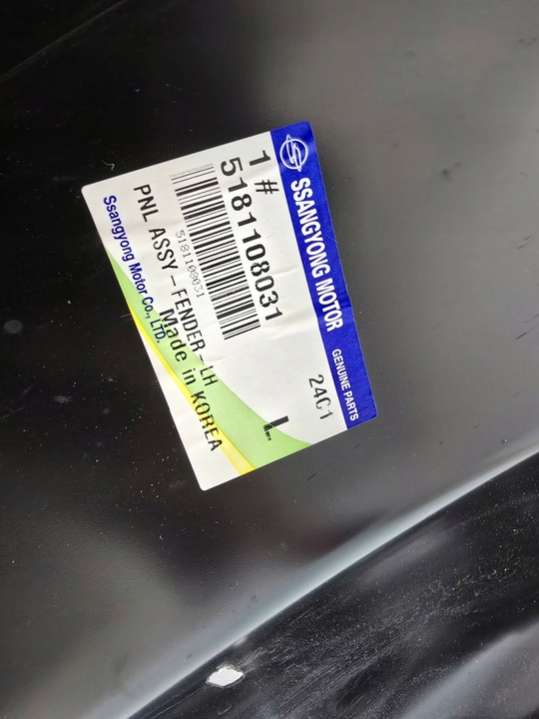 SSANGYONG MOTOR GENUINE PARTS
1 # 24C1
5181108031
5181108031
L
PNL ASSY-FENDER-LH
Made in KOREA
Ssangyong Motor Co., LTD.